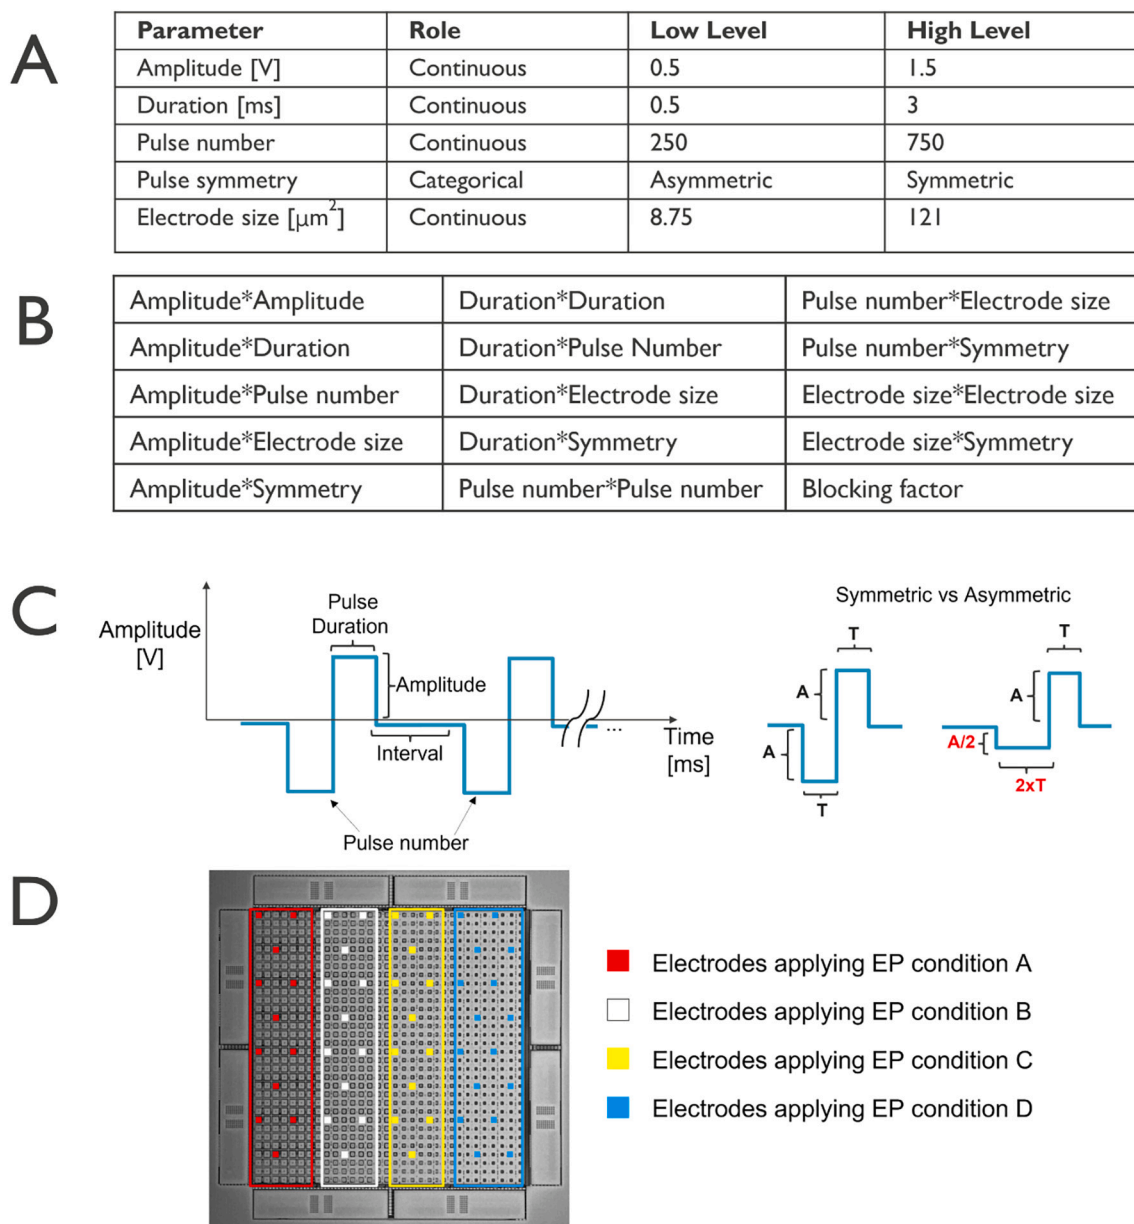 A
Parameter Role Low Level High Level
Amplitude [V] Continuous 0.5 1.5
Duration [ms] Continuous 0.5 3
Pulse number Continuous 250 750
Pulse symmetry Categorical Asymmetric Symmetric
Electrode size [μm²] Continuous 8.75 121
B
Amplitude*Amplitude Duration*Duration Pulse number*Electrode size
Amplitude*Duration Duration*Pulse Number Pulse number*Symmetry
Amplitude*Pulse number Duration*Electrode size Electrode size*Electrode size
Amplitude*Electrode size Duration*Symmetry Electrode size*Symmetry
Amplitude*Symmetry Pulse number*Pulse number Blocking factor
C
Amplitude
[V]
Pulse
Duration
Amplitude
Interval
...
Time
[ms]
Pulse number
Symmetric vs Asymmetric
T
A
A
T
T
A
A/2
2xT
D
Electrodes applying EP condition A
Electrodes applying EP condition B
Electrodes applying EP condition C
Electrodes applying EP condition D